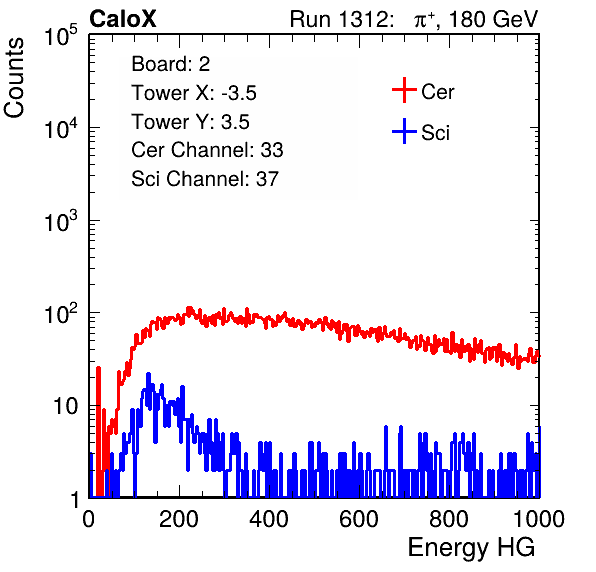 CaloX Run 1312: π⁺, 180 GeV
Counts
10⁵
10⁴
10³
10²
10
1
Board: 2
Tower X: -3.5
Tower Y: 3.5
Cer Channel: 33
Sci Channel: 37
Cer
Sci
0 200 400 600 800 1000
Energy HG